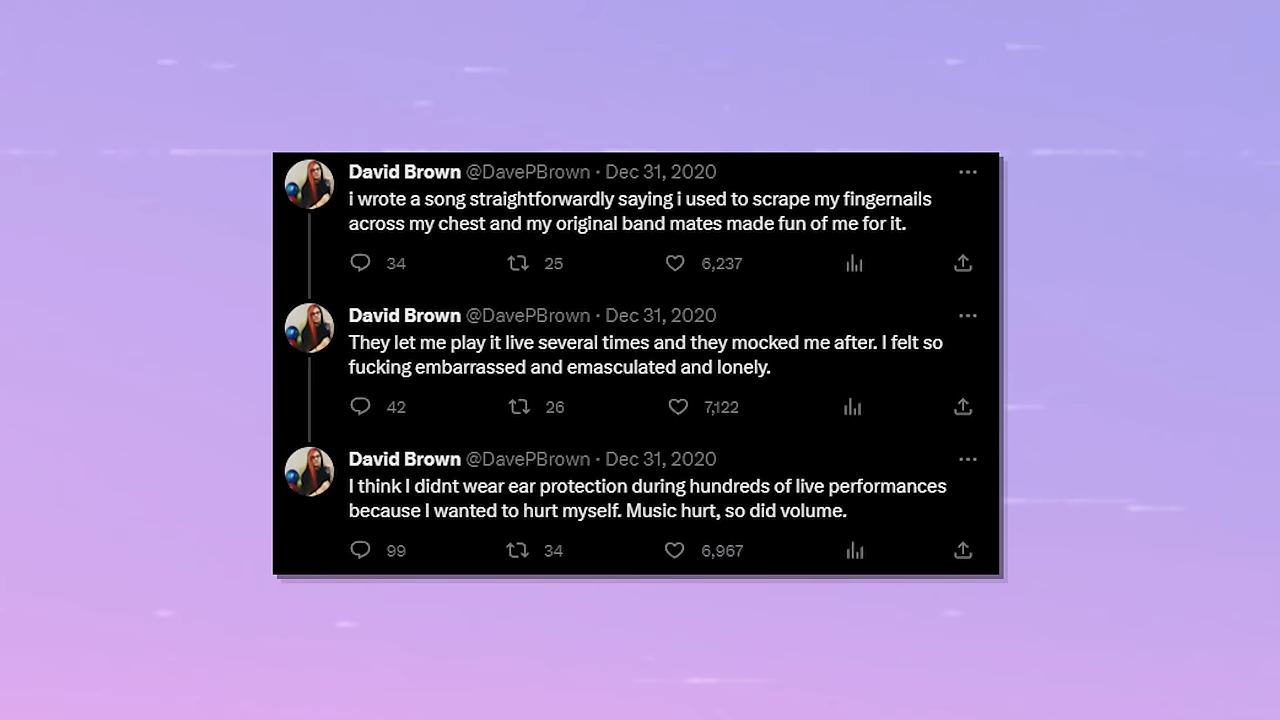 David Brown @DavePBrown · Dec 31, 2020
i wrote a song straightforwardly saying i used to scrape my fingernails
across my chest and my original band mates made fun of me for it.
34 25 6,237
David Brown @DavePBrown · Dec 31, 2020
They let me play it live several times and they mocked me after. I felt so
fucking embarrassed and emasculated and lonely.
42 26 7,122
David Brown @DavePBrown · Dec 31, 2020
I think I didnt wear ear protection during hundreds of live performances
because I wanted to hurt myself. Music hurt, so did volume.
99 34 6,967